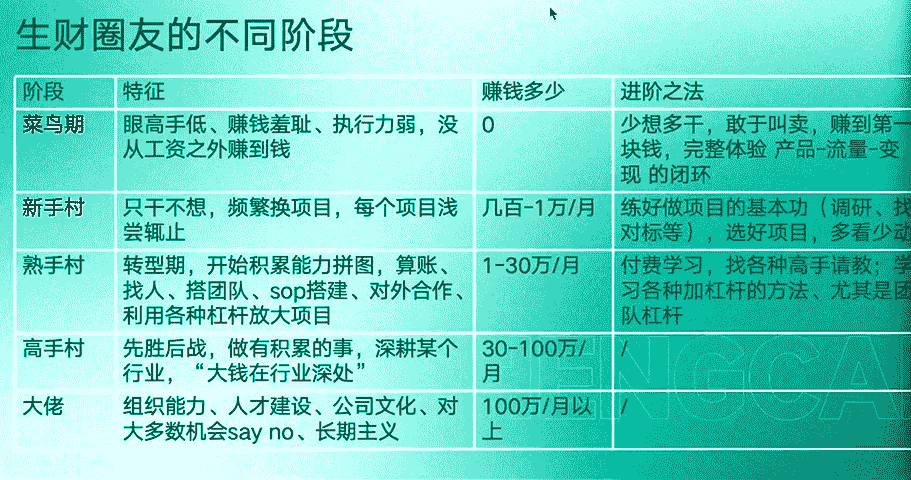 生财圈友的不同阶段
阶段 特征 赚钱多少 进阶之法
菜鸟期 眼高手低、赚钱羞耻、执行力弱，没 0 少想多干，敢于叫卖，赚到第一
从工资之外赚到钱 块钱，完整体验 产品-流量-变
现 的闭环
新手村 只干不想，频繁换项目，每个项目浅 几百-1万/月 练好做项目的基本功（调研、找
尝辄止 对标等），选好项目，多看少动
熟手村 转型期，开始积累能力拼图，算账、 1-30万/月 付费学习，找各种高手请教；学
找人、搭团队、sop搭建、对外合作、 习各种加杠杆的方法、尤其是团
利用各种杠杆放大项目 队杠杆
高手村 先胜后战，做有积累的事，深耕某个 30-100万/ /
行业，“大钱在行业深处” 月
大佬 组织能力、人才建设、公司文化、对 100万/月以 /
大多数机会say no、长期主义 上
ENGCA